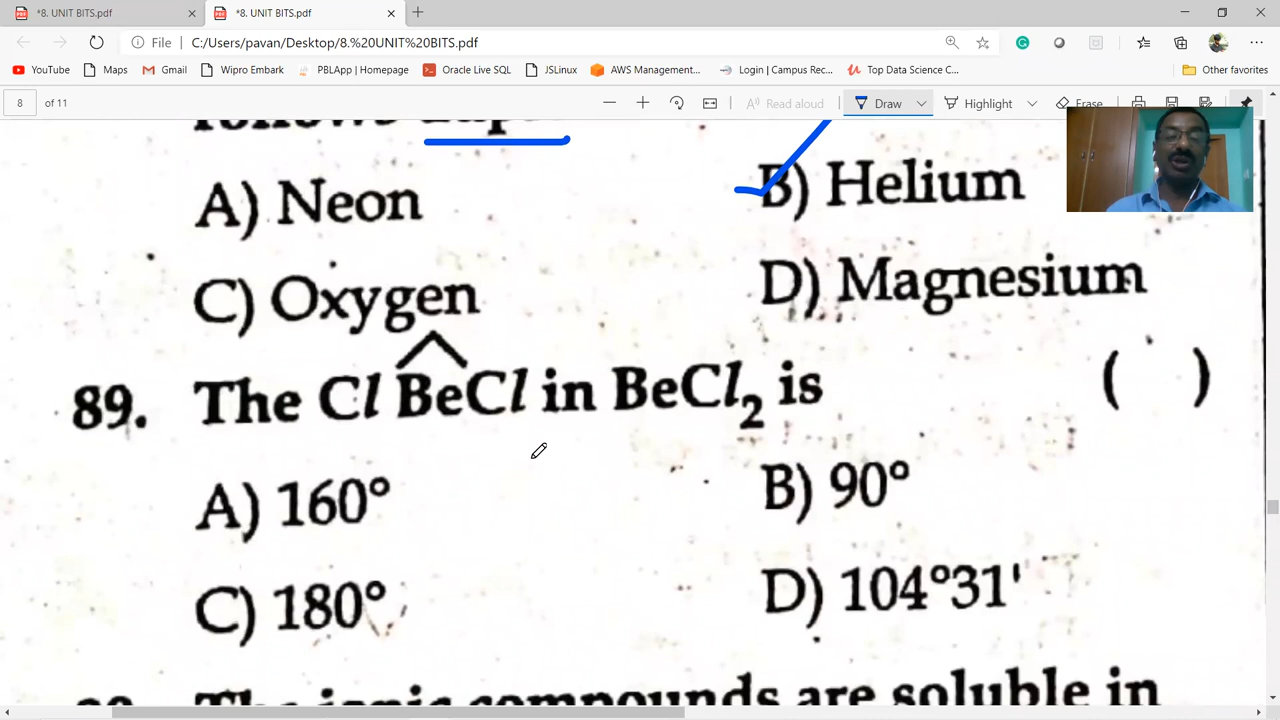 *8. UNIT BITS.pdf
*8. UNIT BITS.pdf
File
C:/Users/pavan/Desktop/8.%20UNIT%20BITS.pdf
YouTube
Maps
Gmail
Wipro Embark
PBLApp | Homepage
Oracle Live SQL
JSLinux
AWS Management...
Login | Campus Rec...
Top Data Science C...
Other favorites
8 of 11
Read aloud
Draw
Highlight
Erase
follows
A) Neon
B) Helium
C) Oxygen
D) Magnesium
89. The Cl BeCl in BeCl₂ is ( )
A) 160°
B) 90°
C) 180°
D) 104°31'
The ionic compounds are soluble in